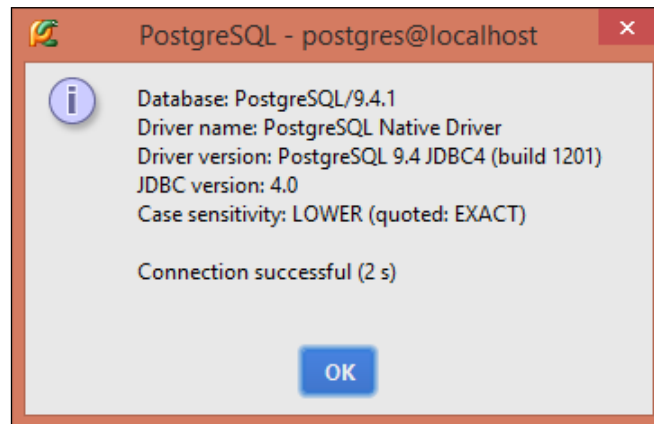 PostgreSQL - postgres@localhost
Database: PostgreSQL/9.4.1
Driver name: PostgreSQL Native Driver
Driver version: PostgreSQL 9.4 JDBC4 (build 1201)
JDBC version: 4.0
Case sensitivity: LOWER (quoted: EXACT)
Connection successful (2 s)
OK